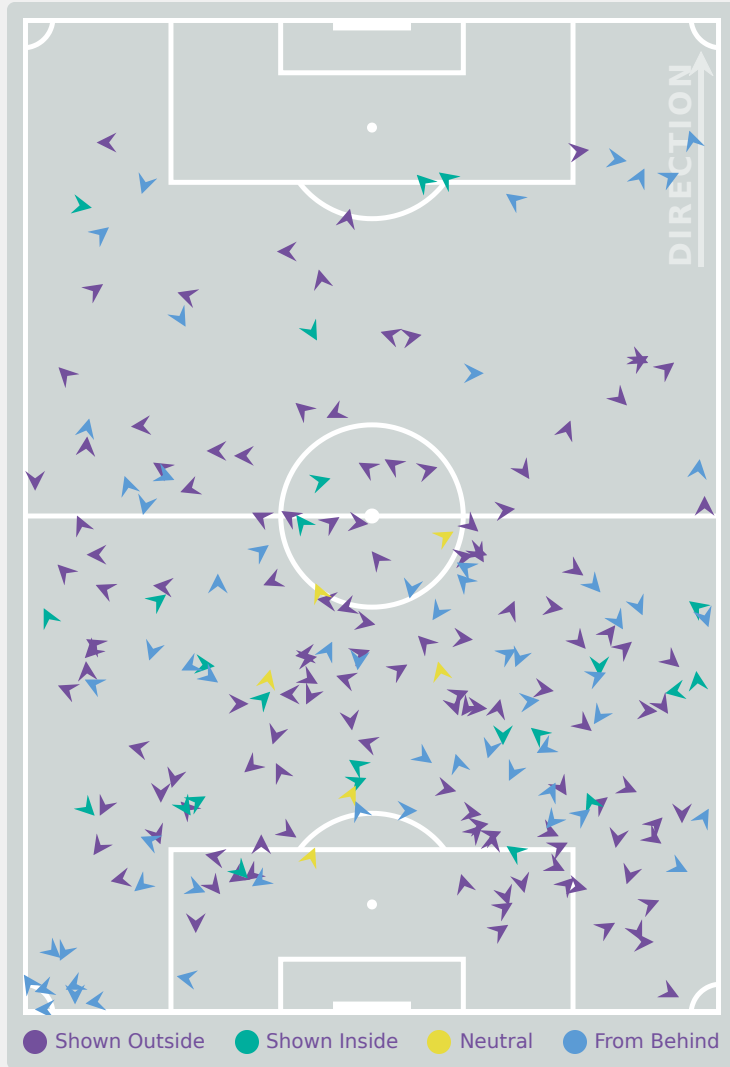 DIRECTION
Shown Outside
Shown Inside
Neutral
From Behind